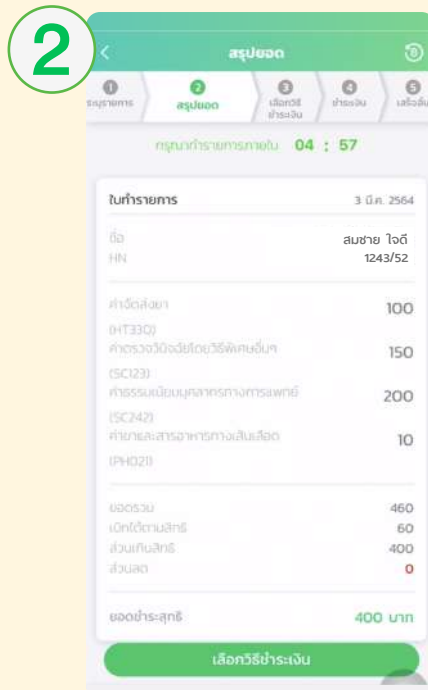 2
สรุปยอด
1
ระบุรายการ
2
สรุปยอด
3
เลือกวิธี
ชำระเงิน
4
ชำระเงิน
5
เสร็จสิ้น
กรุณาทำรายการภายใน 04 : 57
ใบทำรายการ 3 มี.ค. 2564
ชื่อ สมชาย ใจดี
HN 1243/52
ค่าจัดส่งยา 100
(HT330)
ค่าตรวจวินิจฉัยโดยวิธีพิเศษอื่นๆ 150
(SC123)
ค่าธรรมเนียมบุคลากรทางการแพทย์ 200
(SC242)
ค่ายาและสารอาหารทางเส้นเลือด 10
(PH021)
ยอดรวม 460
เบิกได้ตามสิทธิ 60
ส่วนเกินสิทธิ 400
ส่วนลด 0
ยอดชำระสุทธิ 400 บาท
เลือกวิธีชำระเงิน